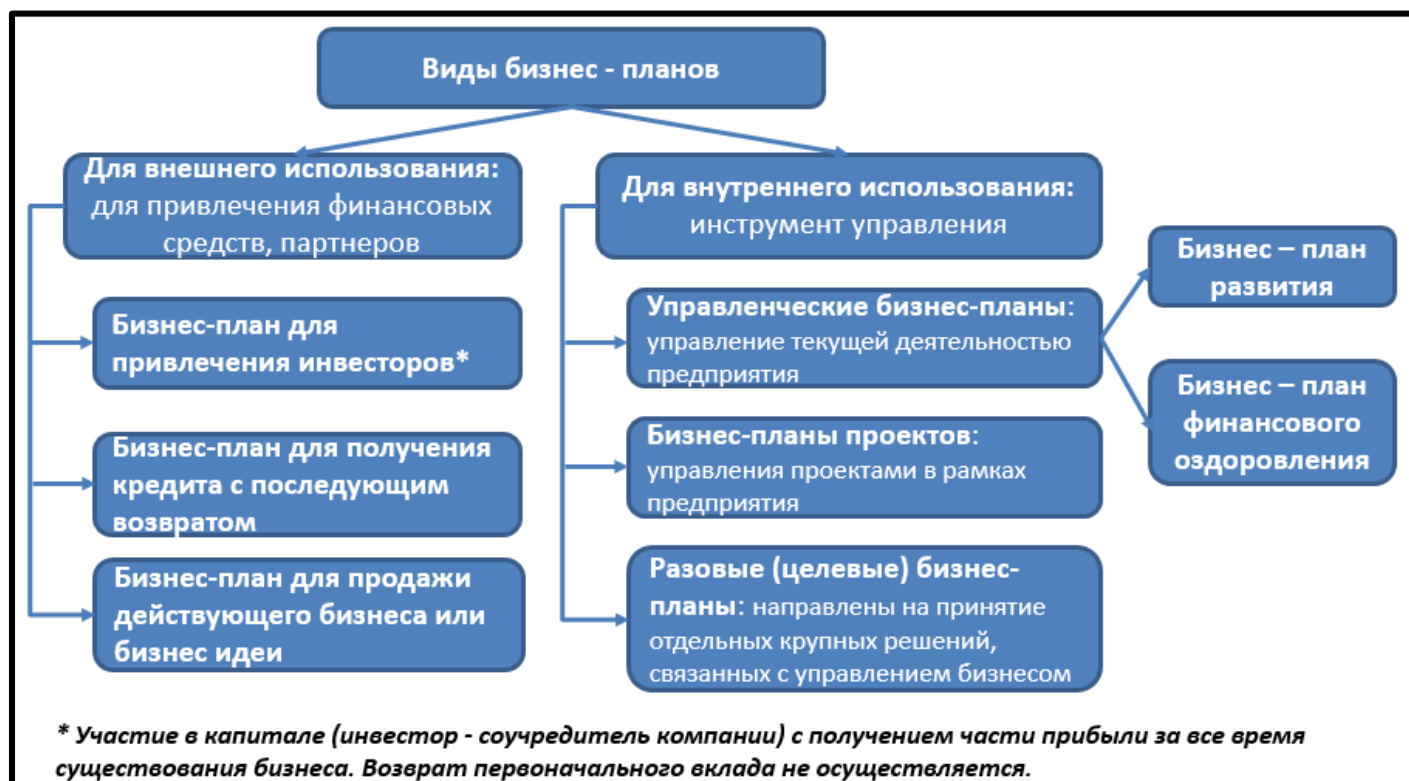 Виды бизнес - планов
Для внешнего использования:
для привлечения финансовых
средств, партнеров
Бизнес-план для
привлечения инвесторов*
Бизнес-план для получения
кредита с последующим
возвратом
Бизнес-план для продажи
действующего бизнеса или
бизнес идеи
Для внутреннего использования:
инструмент управления
Управленческие бизнес-планы:
управление текущей деятельностью
предприятия
Бизнес-планы проектов:
управления проектами в рамках
предприятия
Разовые (целевые) бизнес-
планы: направлены на принятие
отдельных крупных решений,
связанных с управлением бизнесом
Бизнес – план
развития
Бизнес – план
финансового
оздоровления
* Участие в капитале (инвестор - соучредитель компании) с получением части прибыли за все время
существования бизнеса. Возврат первоначального вклада не осуществляется.